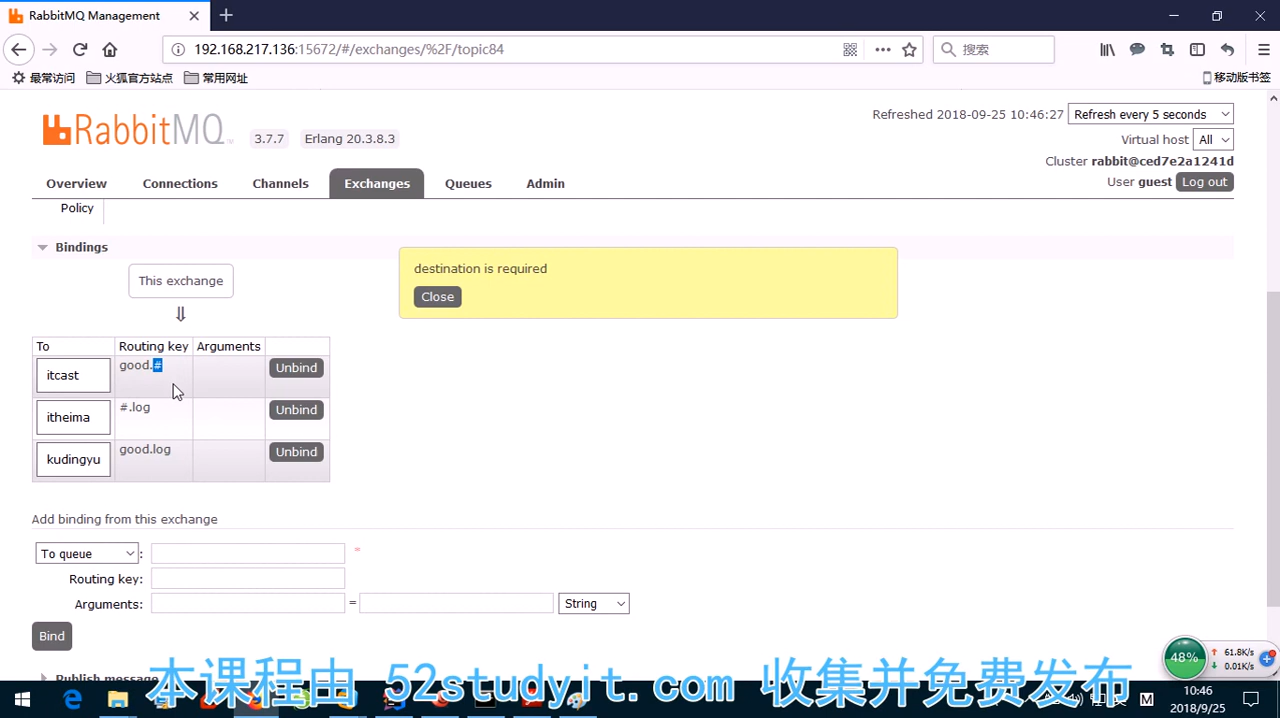 RabbitMQ Management
192.168.217.136:15672/#/exchanges/%2F/topic84
搜索
最常访问 火狐官方站点 常用网址 移动版书签
RabbitMQ 3.7.7 Erlang 20.3.8.3
Refreshed 2018-09-25 10:46:27 Refresh every 5 seconds
Virtual host All
Cluster rabbit@ced7e2a1241d
User guest Log out
Overview Connections Channels Exchanges Queues Admin
Policy
Bindings
This exchange
⇓
destination is required
Close
To Routing key Arguments
itcast good.# Unbind
itheima #.log Unbind
kudingyu good.log Unbind
Add binding from this exchange
To queue : *
Routing key:
Arguments: = String
Bind
Publish message
48% 61.8K/s
0.01K/s
本课程由 52studyit.com 收集并免费发布
M
10:46
2018/9/25